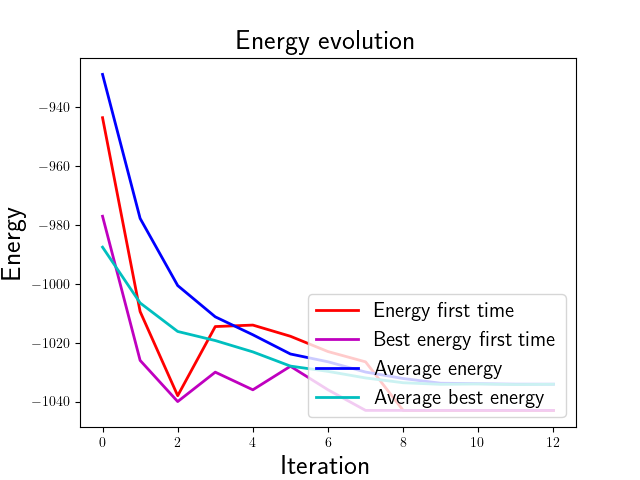 Energy evolution
Energy
−940
−960
−980
−1000
−1020
−1040
Energy first time
Best energy first time
Average energy
Average best energy
0 2 4 6 8 10 12
Iteration